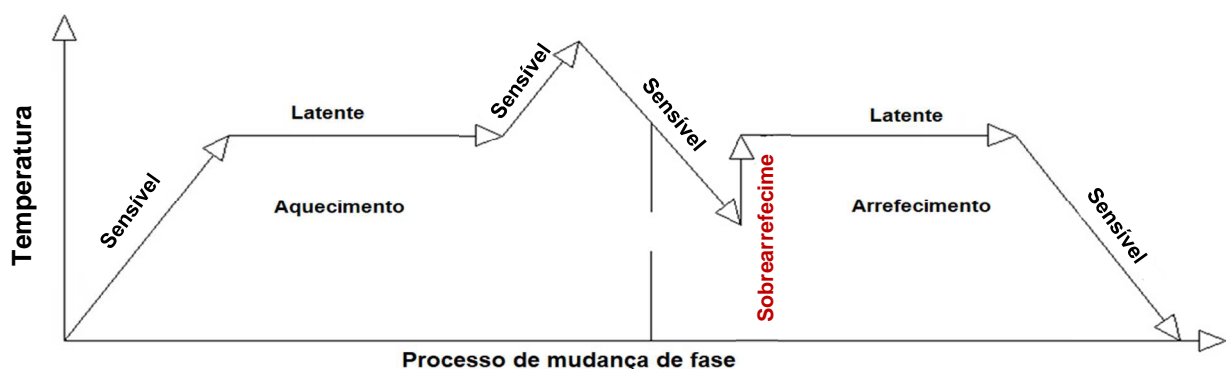 Temperatura
Sensível
Latente
Sensível
Aquecimento
Sensível
Sobrearrefecime
Latente
Arrefecimento
Sensível
Processo de mudança de fase